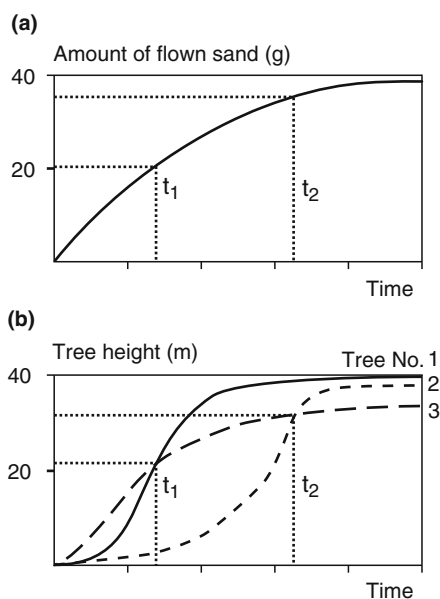 (a)
Amount of flown sand (g)
40
20
t1
t2
Time
(b)
Tree height (m)
Tree No. 1
40
2
3
20
t1
t2
Time